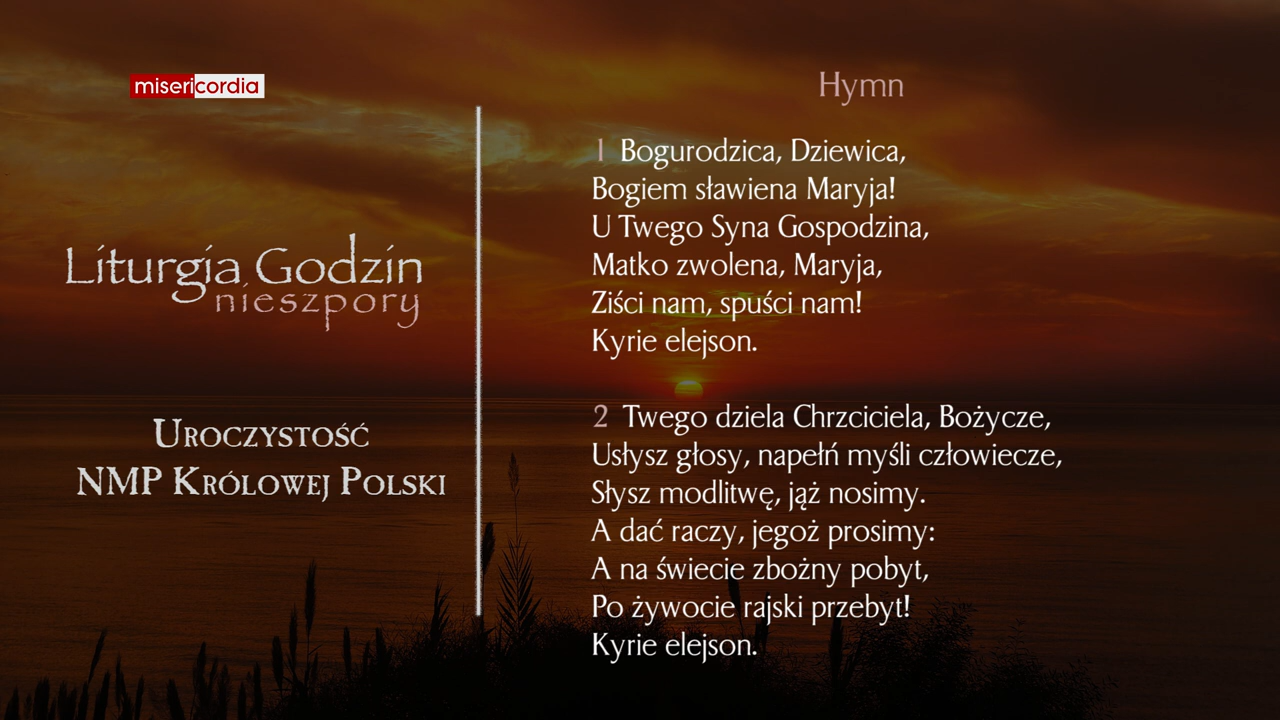 misericordia
Liturgia Godzin
nieszpory
Uroczystość
NMP Królowej Polski
Hymn
1 Bogurodzica, Dziewica,
Bogiem sławiena Maryja!
U Twego Syna Gospodzina,
Matko zwolena, Maryja,
Ziści nam, spuści nam!
Kyrie elejson.
2 Twego dziela Chrzciciela, Bożycze,
Usłysz głosy, napełń myśli człowiecze,
Słysz modlitwę, jąż nosimy.
A dać raczy, jegoż prosimy:
A na świecie zbożny pobyt,
Po żywocie rajski przebyt!
Kyrie elejson.